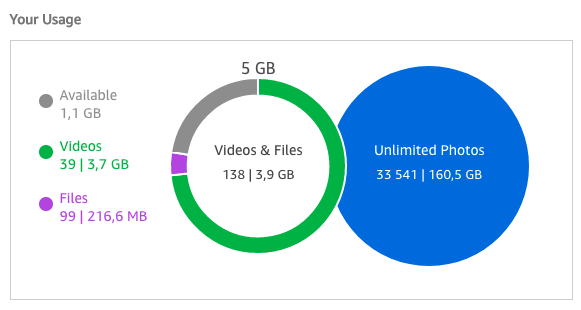 Your Usage
5 GB
Available
1,1 GB
Videos
39 | 3,7 GB
Files
99 | 216,6 MB
Videos & Files
138 | 3,9 GB
Unlimited Photos
33 541 | 160,5 GB